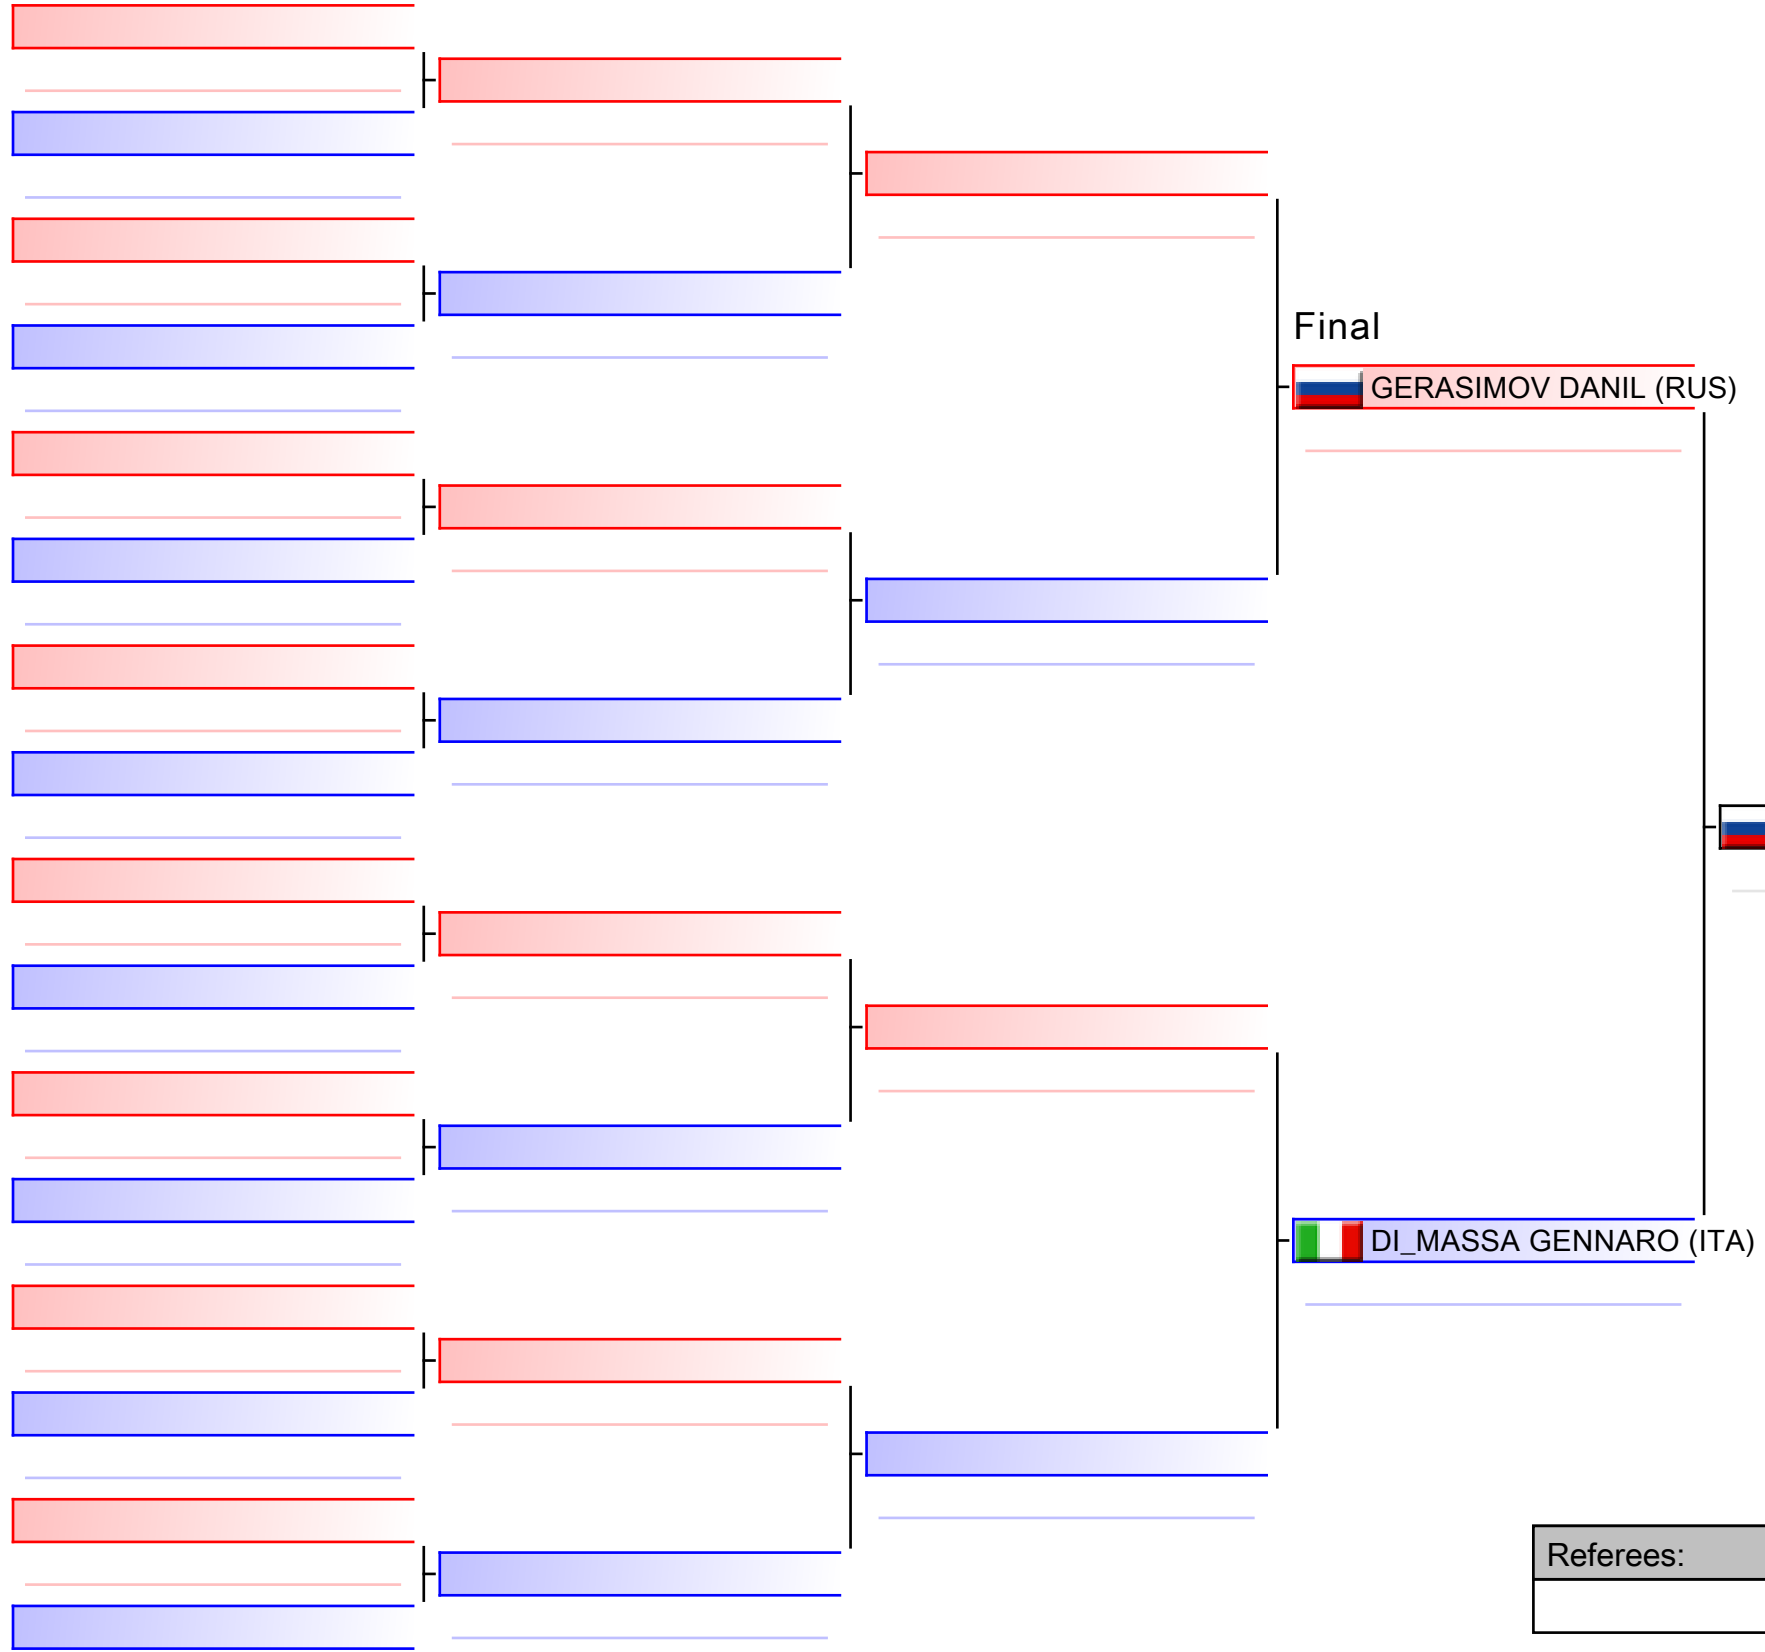 Final
GERASIMOV DANIL (RUS)
DI_MASSA GENNARO (ITA)
Referees: